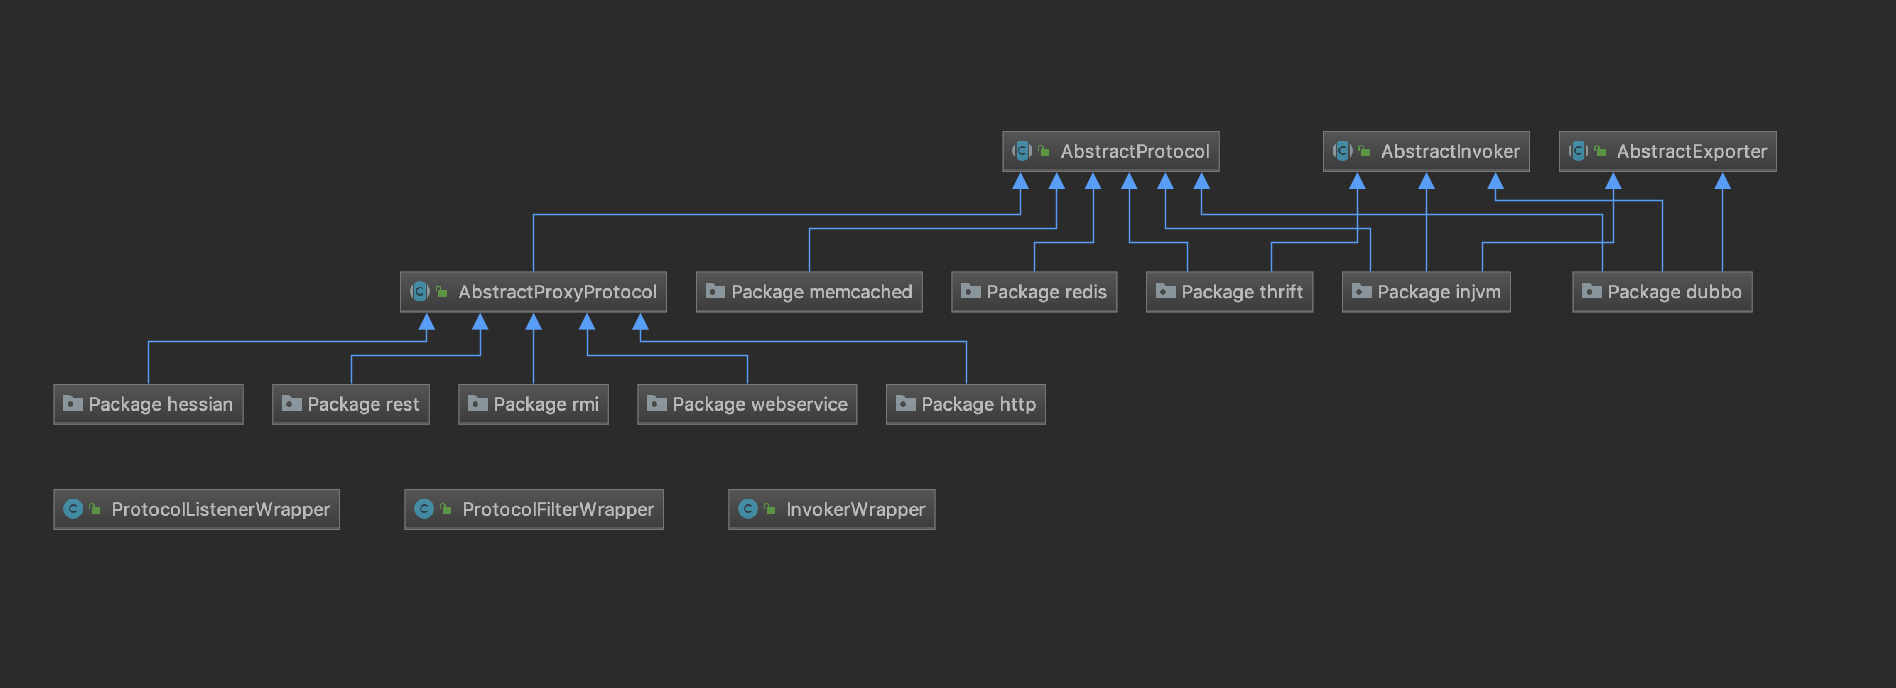 AbstractProtocol
AbstractInvoker
AbstractExporter
AbstractProxyProtocol
Package memcached
Package redis
Package thrift
Package injvm
Package dubbo
Package hessian
Package rest
Package rmi
Package webservice
Package http
ProtocolListenerWrapper
ProtocolFilterWrapper
InvokerWrapper